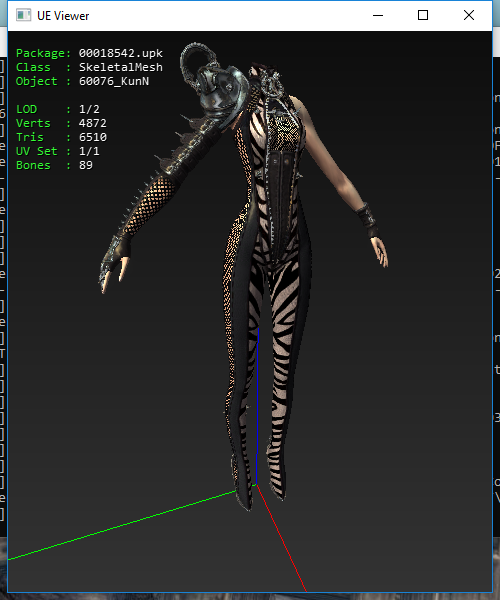 UE Viewer
Package: 00018542.upk
Class  : SkeletalMesh
Object : 60076_KunN
LOD    : 1/2
Verts  : 4872
Tris   : 6510
UV Set : 1/1
Bones  : 89